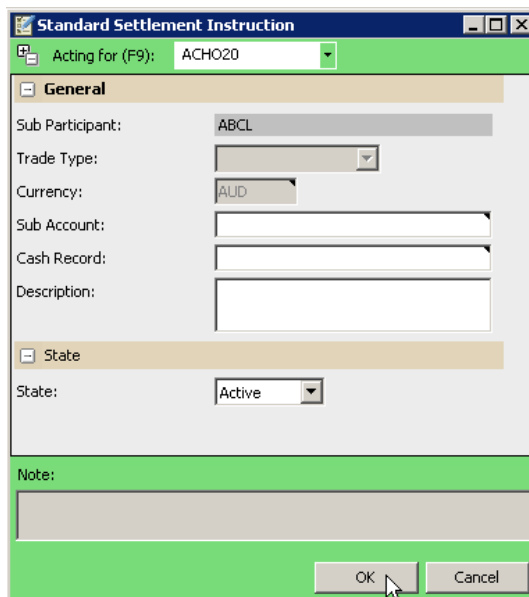 Standard Settlement Instruction
Acting for (F9): ACHO20
General
Sub Participant: ABCL
Trade Type:
Currency: AUD
Sub Account:
Cash Record:
Description:
State
State: Active
Note:
OK Cancel